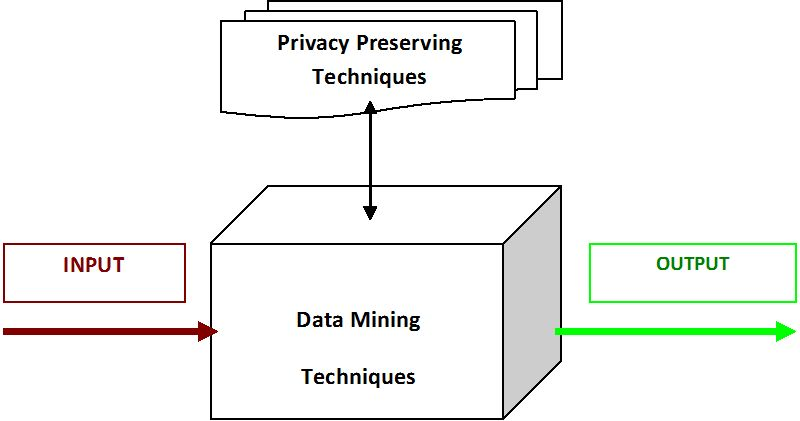 Privacy Preserving
Techniques
INPUT
OUTPUT
Data Mining
Techniques